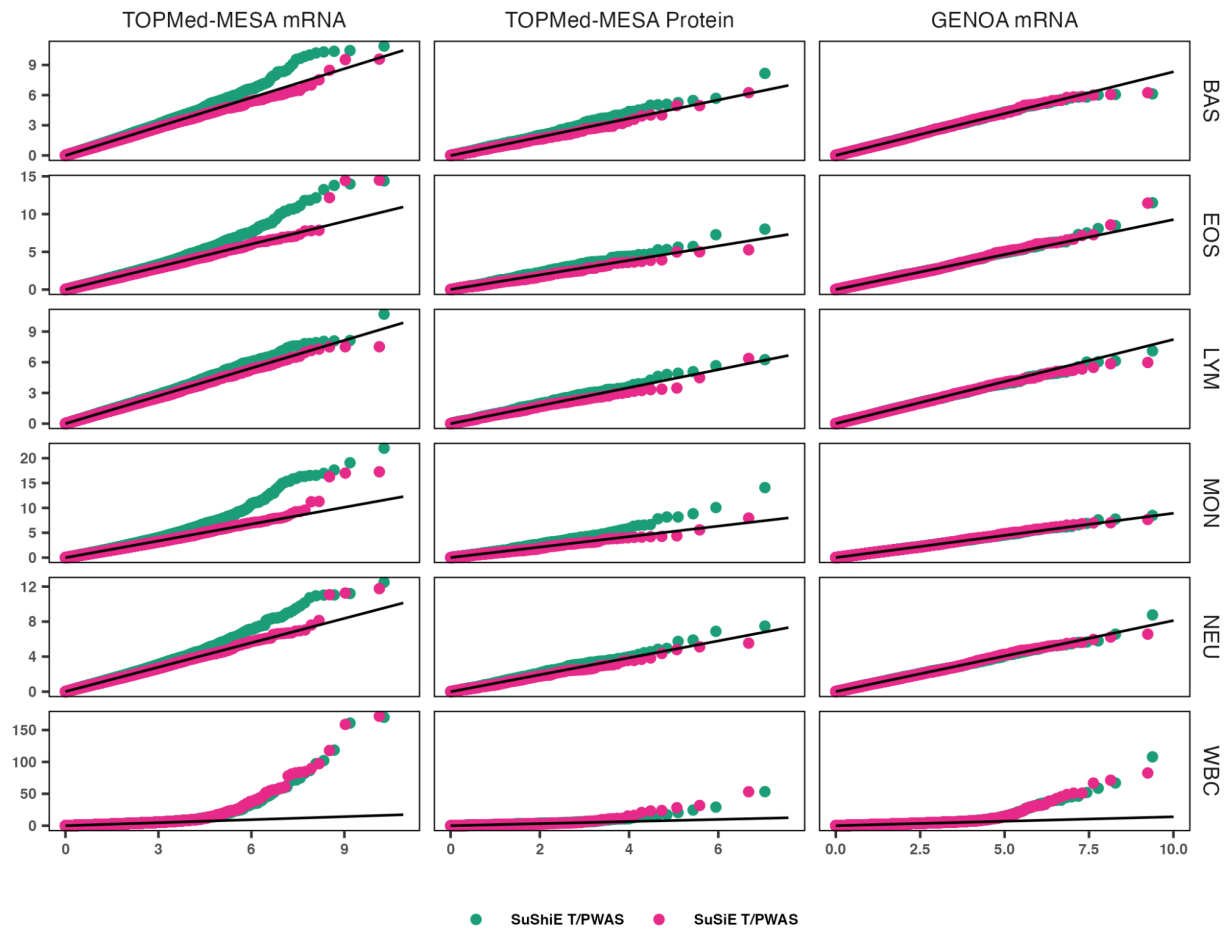 TOPMed-MESA mRNA TOPMed-MESA Protein GENOA mRNA
9
6
3
0
BAS
15
10
5
0
EOS
9
6
3
0
LYM
20
15
10
5
0
MON
12
8
4
0
NEU
150
100
50
0
WBC
0 3 6 9 0 2 4 6 0.0 2.5 5.0 7.5 10.0
SuShiE T/PWAS SuSiE T/PWAS